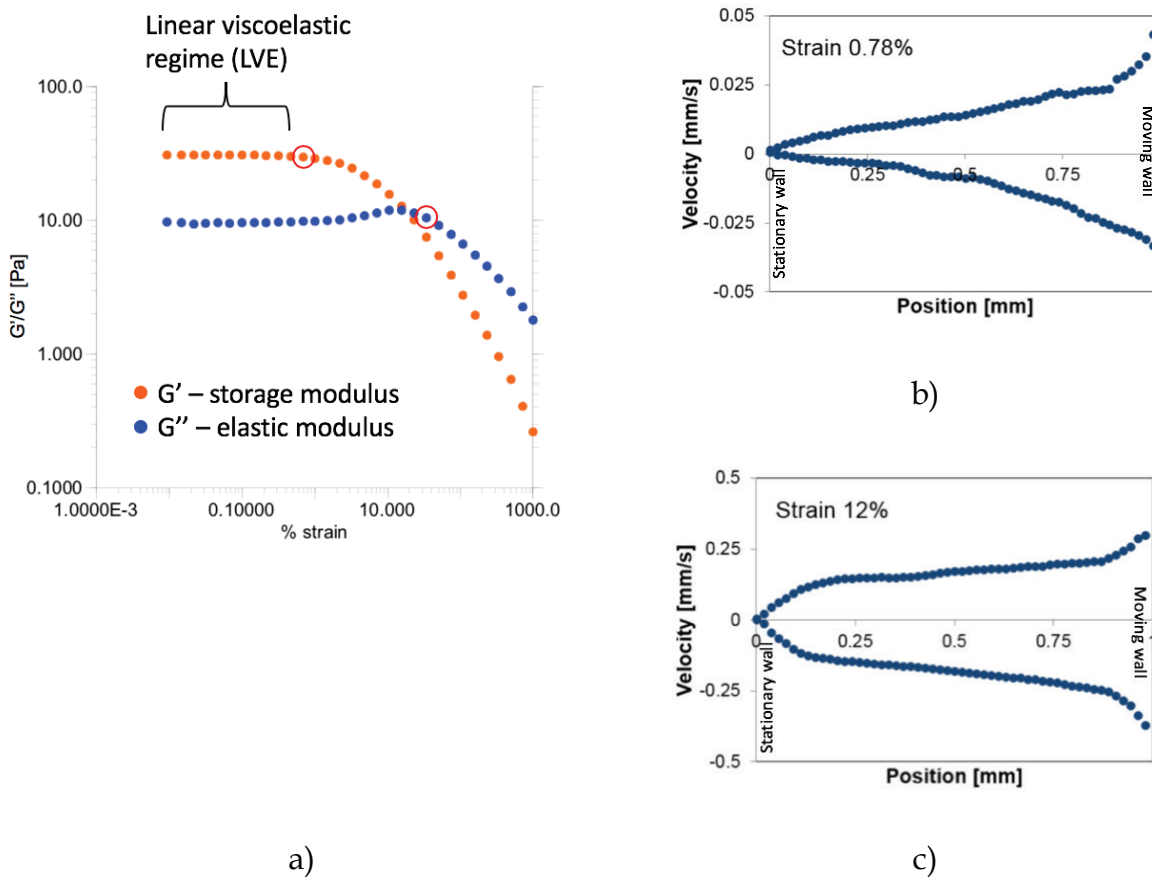 Linear viscoelastic
regime (LVE)
100.0
10.00
1.000
0.1000
G'/G'' [Pa]
G' – storage modulus
G'' – elastic modulus
1.0000E-3
0.10000
10.000
1000.0
% strain
a)
0.05
0.025
0
-0.025
-0.05
Velocity [mm/s]
Strain 0.78%
Stationary wall
0.25
0.5
0.75
Moving wall
Position [mm]
b)
0.5
0.25
0
-0.25
-0.5
Velocity [mm/s]
Strain 12%
Stationary wall
0.25
0.5
0.75
Moving wall
Position [mm]
c)